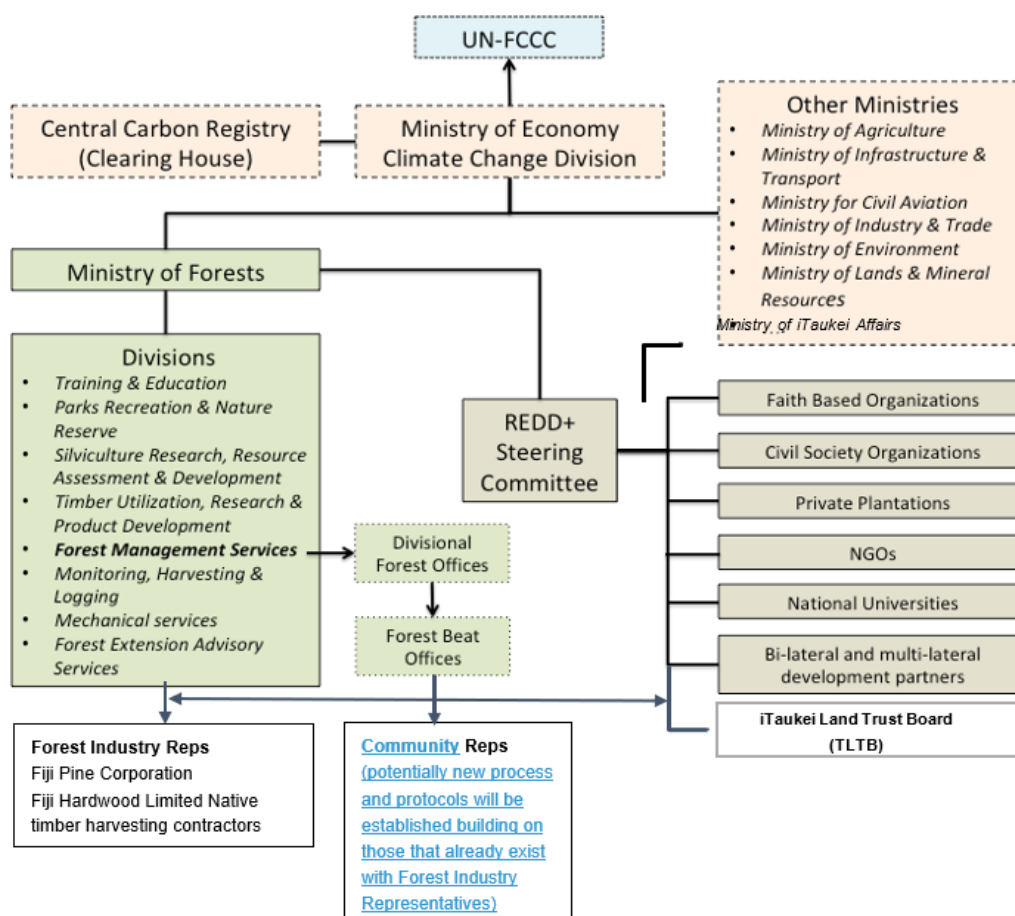 UN-FCCC
Central Carbon Registry
(Clearing House)
Ministry of Economy
Climate Change Division
Other Ministries
• Ministry of Agriculture
• Ministry of Infrastructure &
Transport
• Ministry for Civil Aviation
• Ministry of Industry & Trade
• Ministry of Environment
• Ministry of Lands & Mineral
Resources
• Ministry of iTaukei Affairs
Ministry of Forests
Divisions
• Training & Education
• Parks Recreation & Nature
Reserve
• Silviculture Research, Resource
Assessment & Development
• Timber Utilization, Research &
Product Development
• Forest Management Services
• Monitoring, Harvesting &
Logging
• Mechanical services
• Forest Extension Advisory
Services
Divisional
Forest Offices
Forest Beat
Offices
REDD+
Steering
Committee
Faith Based Organizations
Civil Society Organizations
Private Plantations
NGOs
National Universities
Bi-lateral and multi-lateral
development partners
iTaukei Land Trust Board
(TLTB)
Forest Industry Reps
Fiji Pine Corporation
Fiji Hardwood Limited Native
timber harvesting contractors
Community Reps
(potentially new process
and protocols will be
established building on
those that already exist
with Forest Industry
Representatives)